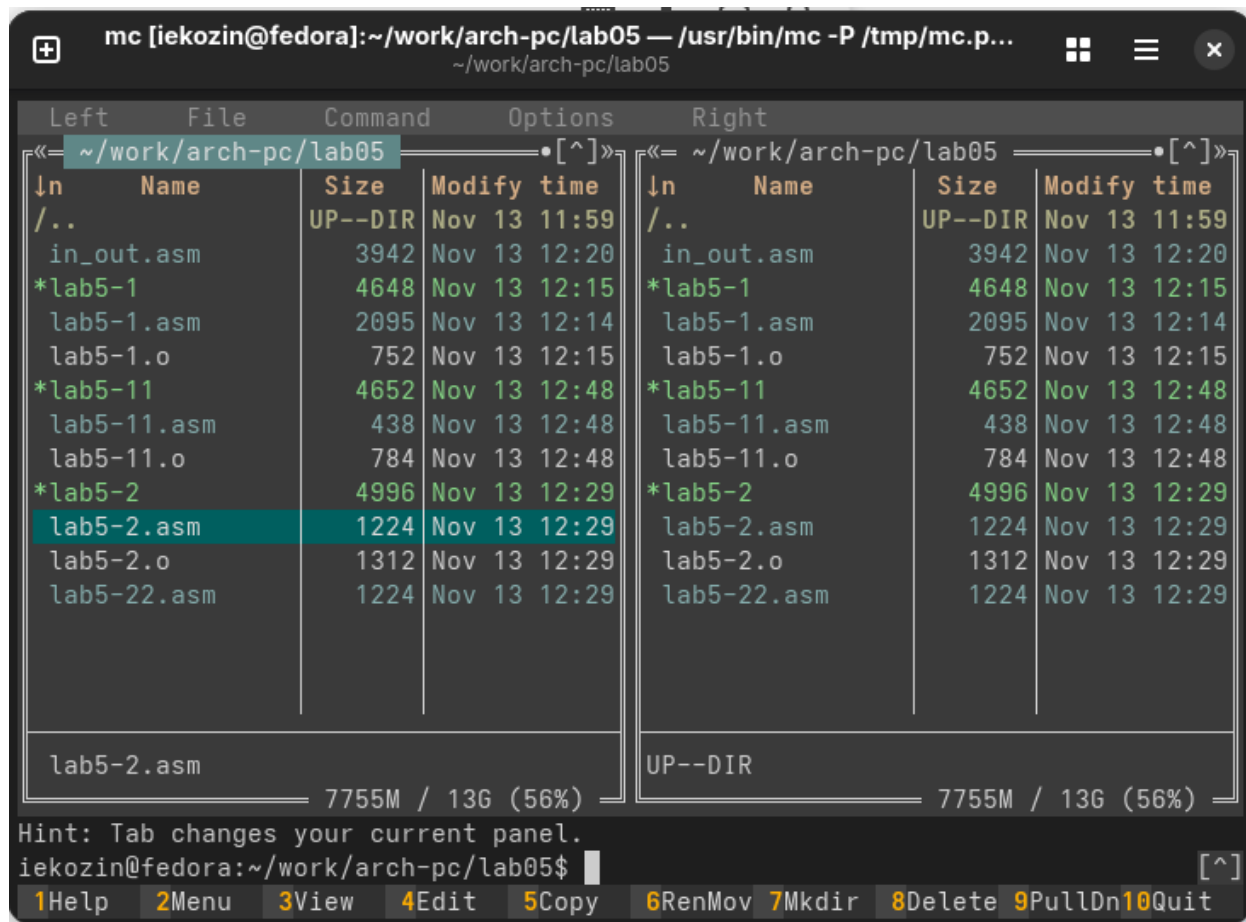 mc [iekozin@fedora]:~/work/arch-pc/lab05 — /usr/bin/mc -P /tmp/mc.p...
~/work/arch-pc/lab05
Left File Command Options Right
«= ~/work/arch-pc/lab05 =•[^]» «= ~/work/arch-pc/lab05 =•[^]»
↓n Name Size Modify time ↓n Name Size Modify time
/.. UP--DIR Nov 13 11:59 /.. UP--DIR Nov 13 11:59
in_out.asm 3942 Nov 13 12:20 in_out.asm 3942 Nov 13 12:20
*lab5-1 4648 Nov 13 12:15 *lab5-1 4648 Nov 13 12:15
lab5-1.asm 2095 Nov 13 12:14 lab5-1.asm 2095 Nov 13 12:14
lab5-1.o 752 Nov 13 12:15 lab5-1.o 752 Nov 13 12:15
*lab5-11 4652 Nov 13 12:48 *lab5-11 4652 Nov 13 12:48
lab5-11.asm 438 Nov 13 12:48 lab5-11.asm 438 Nov 13 12:48
lab5-11.o 784 Nov 13 12:48 lab5-11.o 784 Nov 13 12:48
*lab5-2 4996 Nov 13 12:29 *lab5-2 4996 Nov 13 12:29
lab5-2.asm 1224 Nov 13 12:29 lab5-2.asm 1224 Nov 13 12:29
lab5-2.o 1312 Nov 13 12:29 lab5-2.o 1312 Nov 13 12:29
lab5-22.asm 1224 Nov 13 12:29 lab5-22.asm 1224 Nov 13 12:29
lab5-2.asm UP--DIR
7755M / 13G (56%) 7755M / 13G (56%)
Hint: Tab changes your current panel.
iekozin@fedora:~/work/arch-pc/lab05$ [^]
1Help 2Menu 3View 4Edit 5Copy 6RenMov 7Mkdir 8Delete 9PullDn 10Quit